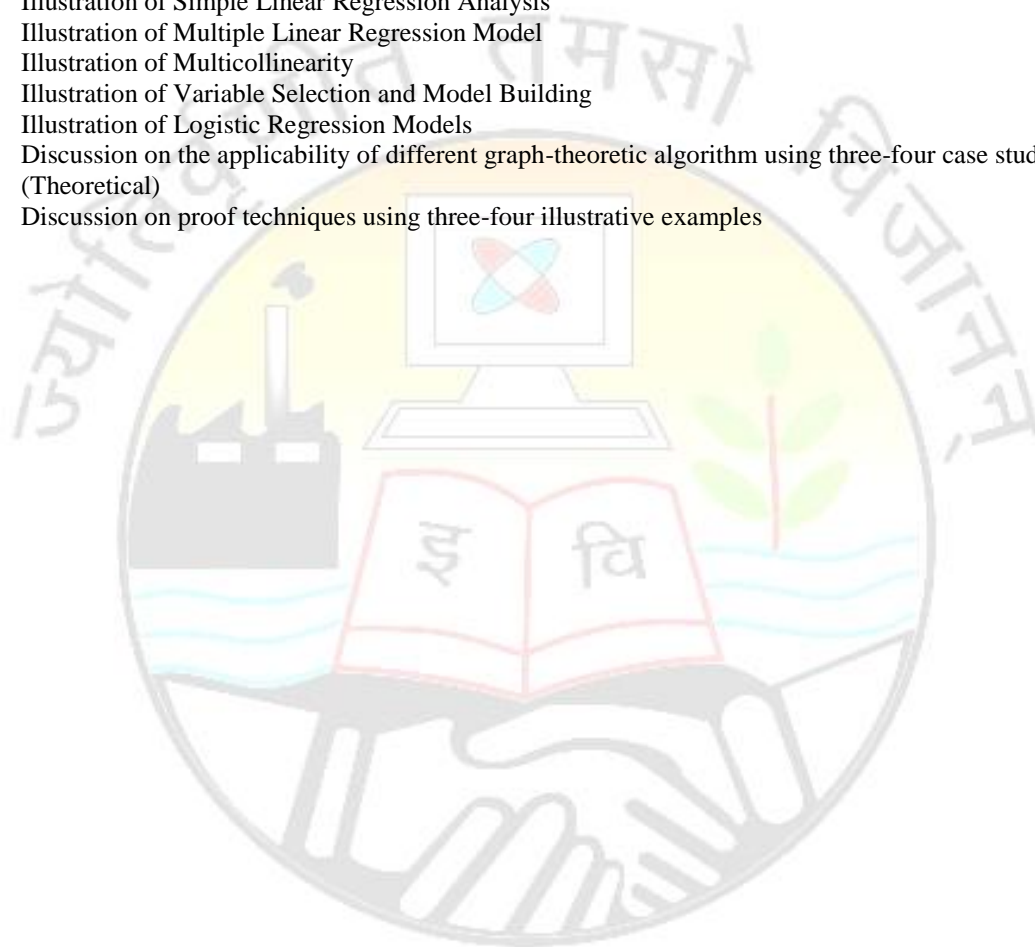 Illustration of Simple Linear Regression Analysis
Illustration of Multiple Linear Regression Model
Illustration of Multicollinearity
Illustration of Variable Selection and Model Building
Illustration of Logistic Regression Models
Discussion on the applicability of different graph-theoretic algorithm using three-four case stud
(Theoretical)
Discussion on proof techniques using three-four illustrative examples
ज्योतिर्वृणीत तमसो विजानन्
इ वि